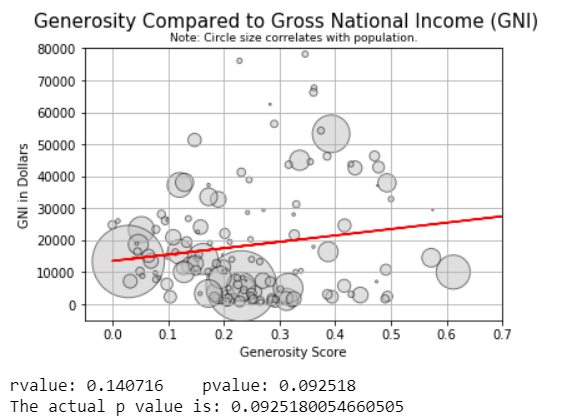 Generosity Compared to Gross National Income (GNI)
Note: Circle size correlates with population.
80000
70000
60000
50000
40000
30000
20000
10000
0
GNI in Dollars
0.0 0.1 0.2 0.3 0.4 0.5 0.6 0.7
Generosity Score
rvalue: 0.140716 pvalue: 0.092518
The actual p value is: 0.0925180054660505